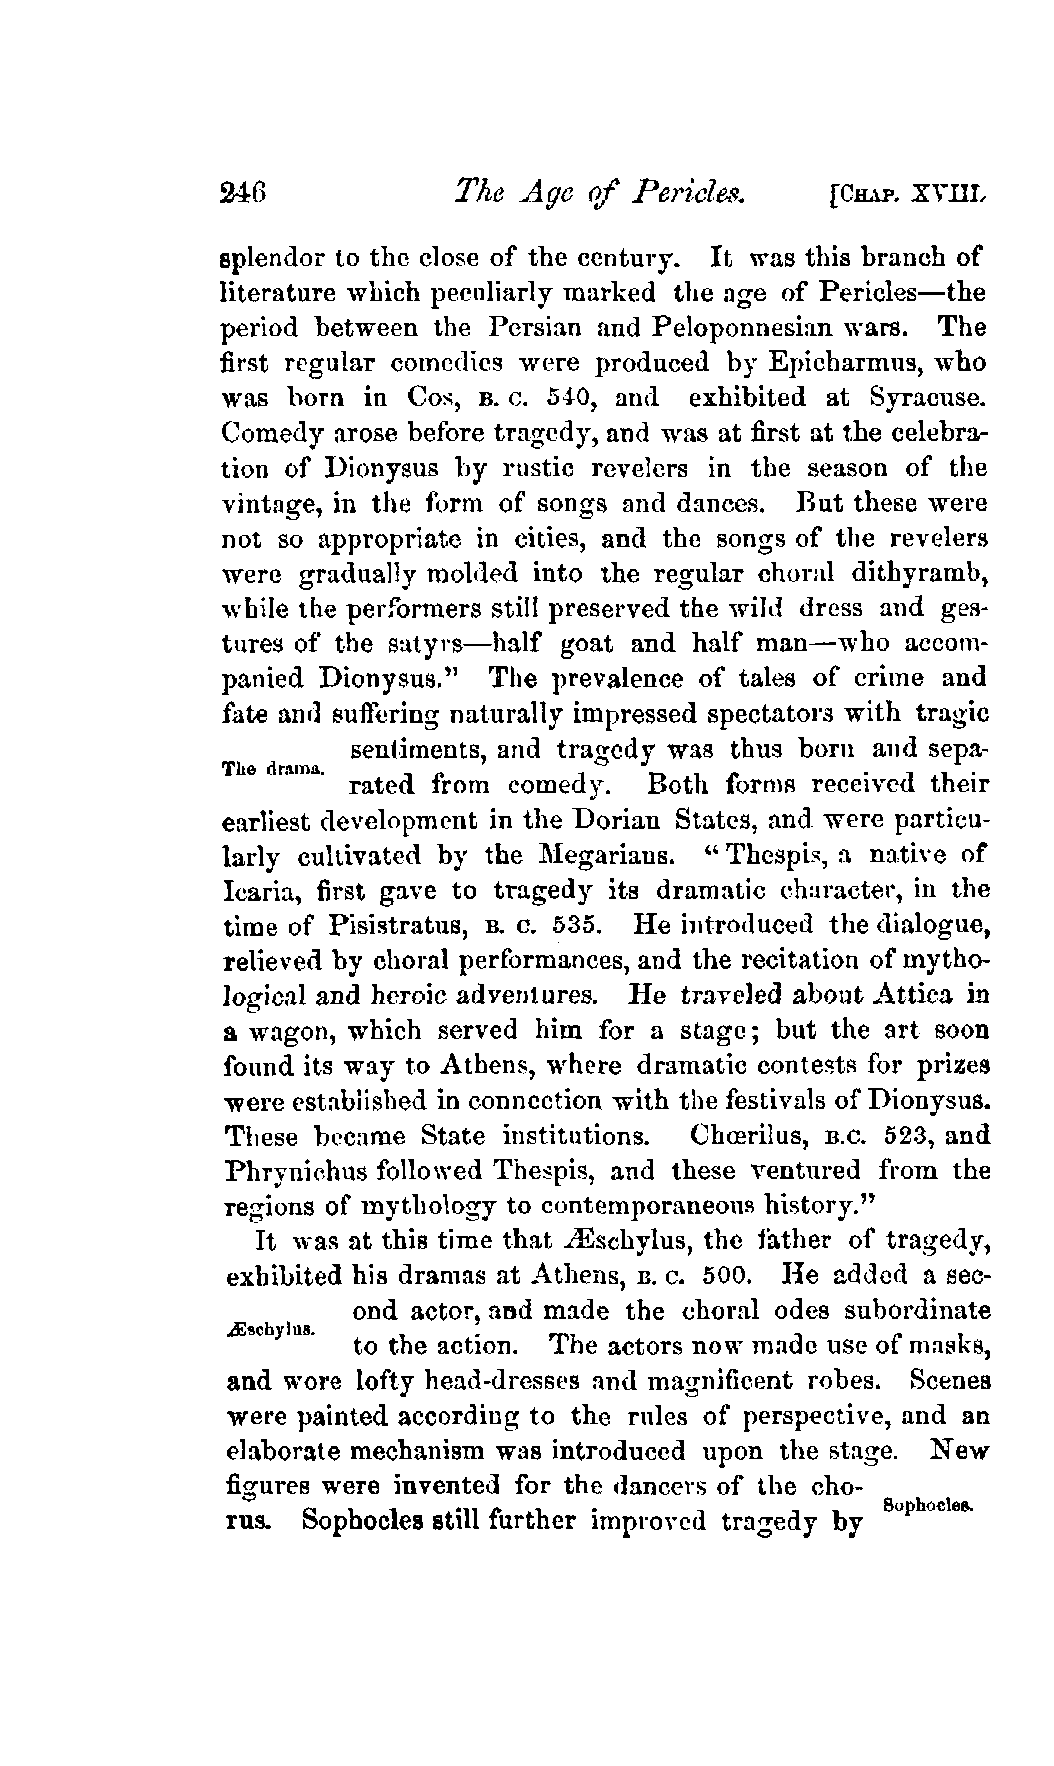 246 The Age of Pericles. [CHAP. XVIII.
splendor to the close of the century. It was this branch of
literature which peculiarly marked the age of Pericles—the
period between the Persian and Peloponnesian wars. The
first regular comedies were produced by Epicharmus, who
was born in Cos, B. C. 540, and exhibited at Syracuse.
Comedy arose before tragedy, and was at first at the celebra-
tion of Dionysus by rustic revelers in the season of the
vintage, in the form of songs and dances. But these were
not so appropriate in cities, and the songs of the revelers
were gradually molded into the regular choral dithyramb,
while the performers still preserved the wild dress and ges-
tures of the satyrs—half goat and half man—who accom-
panied Dionysus." The prevalence of tales of crime and
fate and suffering naturally impressed spectators with tragic
sentiments, and tragedy was thus born and sepa-
The drama.
rated from comedy. Both forms received their
earliest development in the Dorian States, and were particu-
larly cultivated by the Megarians. "Thespis, a native of
Icaria, first gave to tragedy its dramatic character, in the
time of Pisistratus, B. C. 535. He introduced the dialogue,
relieved by choral performances, and the recitation of mytho-
logical and heroic adventures. He traveled about Attica in
a wagon, which served him for a stage; but the art soon
found its way to Athens, where dramatic contests for prizes
were established in connection with the festivals of Dionysus.
These became State institutions. Chœrilus, B.C. 523, and
Phrynichus followed Thespis, and these ventured from the
regions of mythology to contemporaneous history."
It was at this time that Æschylus, the father of tragedy,
exhibited his dramas at Athens, B. C. 500. He added a sec-
ond actor, and made the choral odes subordinate
Æschylus.
to the action. The actors now made use of masks,
and wore lofty head-dresses and magnificent robes. Scenes
were painted according to the rules of perspective, and an
elaborate mechanism was introduced upon the stage. New
figures were invented for the dancers of the cho-
Sophocles.
rus. Sophocles still further improved tragedy by